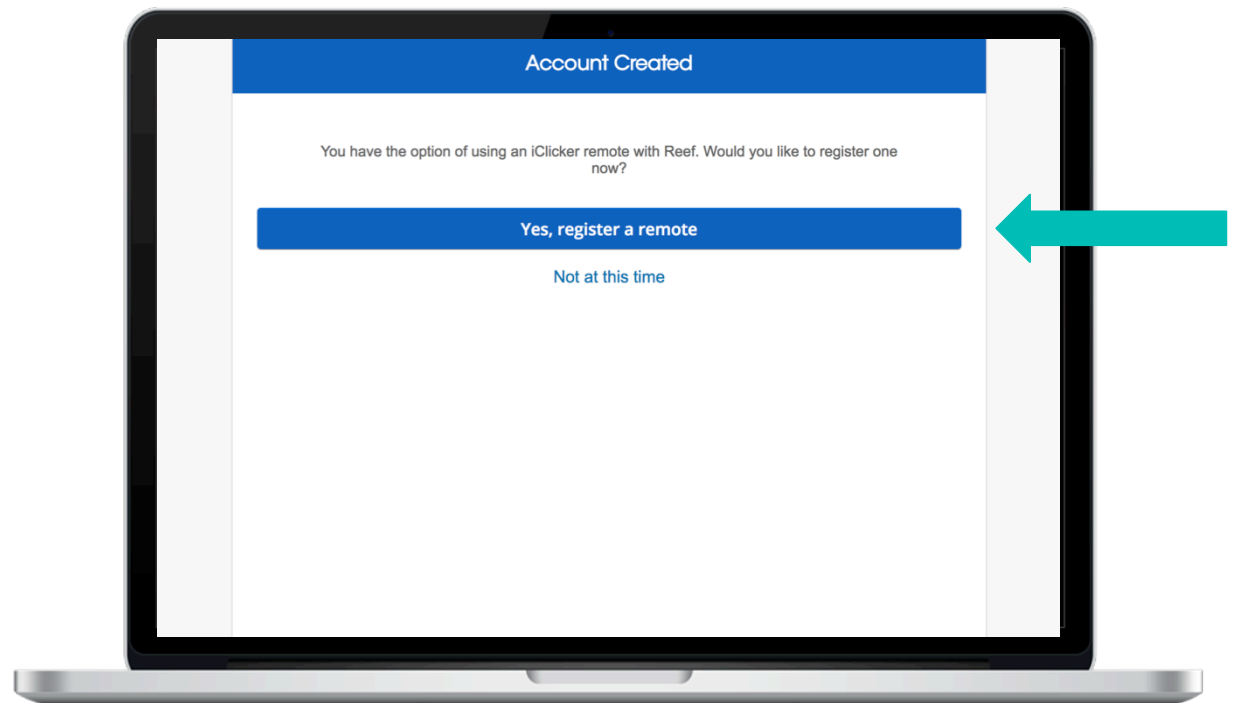 Account Created
You have the option of using an iClicker remote with Reef. Would you like to register one
now?
Yes, register a remote
Not at this time